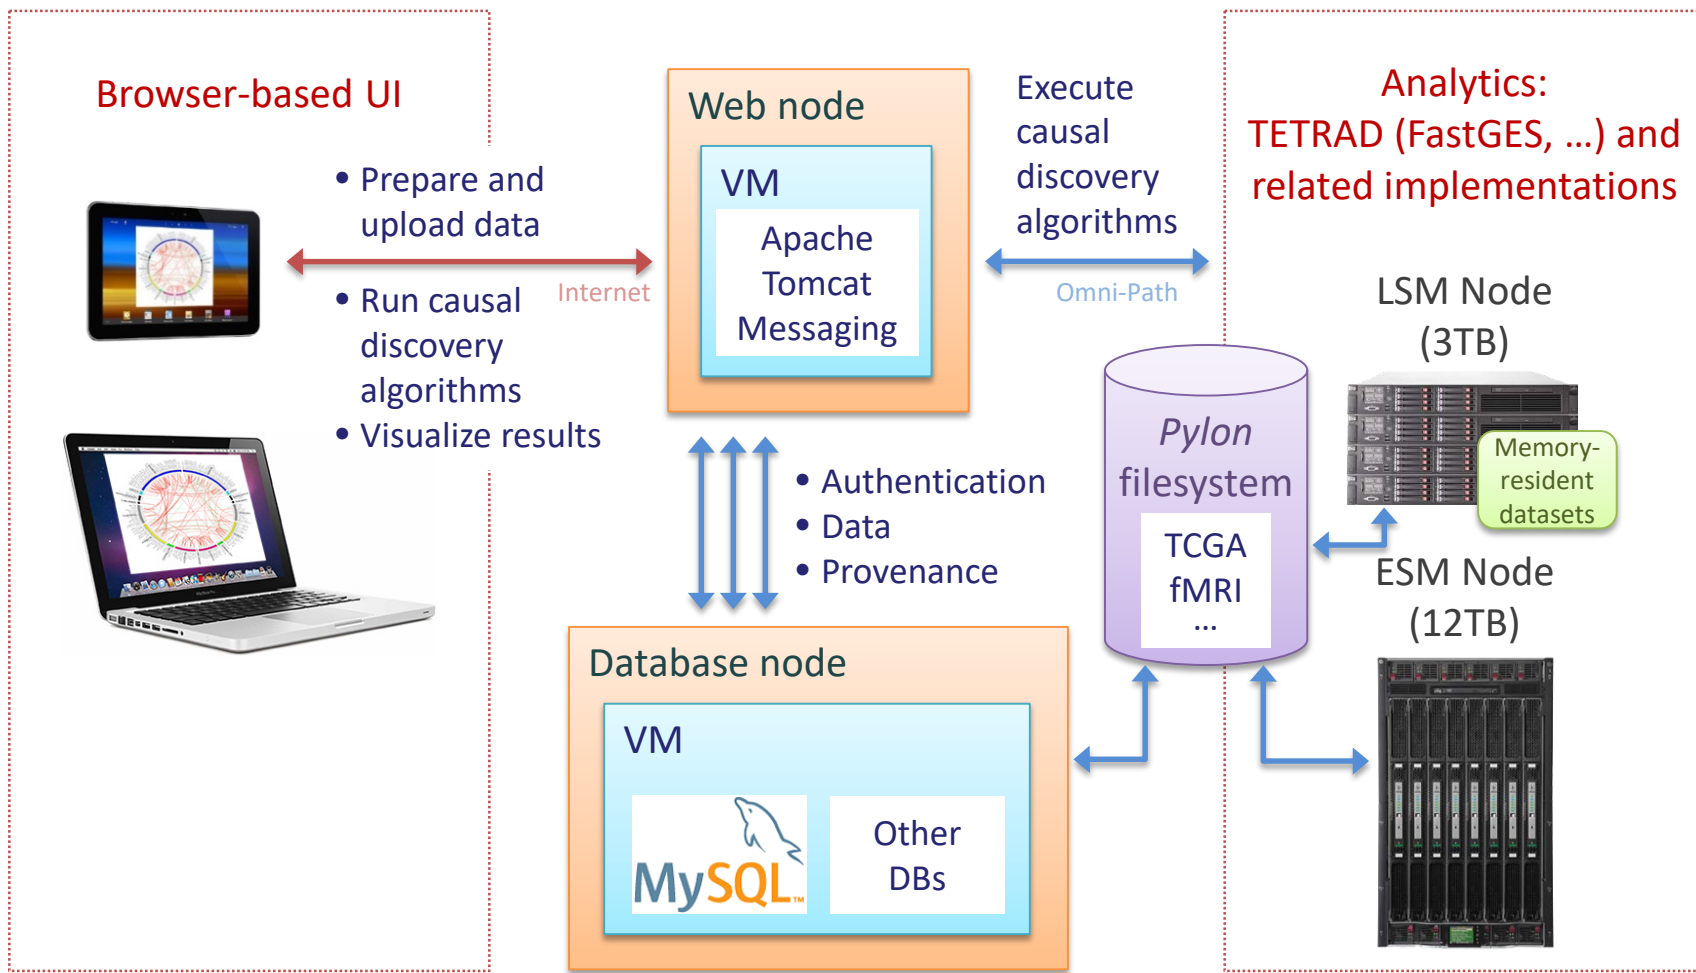 Browser-based UI
• Prepare and
upload data
Internet
• Run causal
discovery
algorithms
• Visualize results
Web node
VM
Apache
Tomcat
Messaging
Execute
causal
discovery
algorithms
Omni-Path
• Authentication
• Data
• Provenance
Database node
VM
MySQL™
Other
DBs
Pylon
filesystem
TCGA
fMRI
...
Analytics:
TETRAD (FastGES, ...) and
related implementations
LSM Node
(3TB)
Memory-
resident
datasets
ESM Node
(12TB)